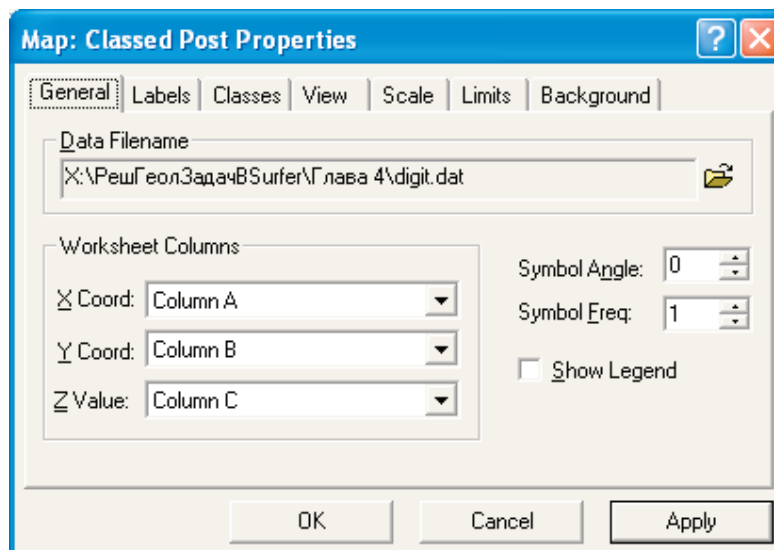 Map: Classed Post Properties
General Labels Classes View Scale Limits Background
Data Filename
X:\РешГеолЗадачВSurfer\Глава 4\digit.dat
Worksheet Columns
X Coord: Column A
Y Coord: Column B
Z Value: Column C
Symbol Angle: 0
Symbol Freq: 1
Show Legend
OK Cancel Apply